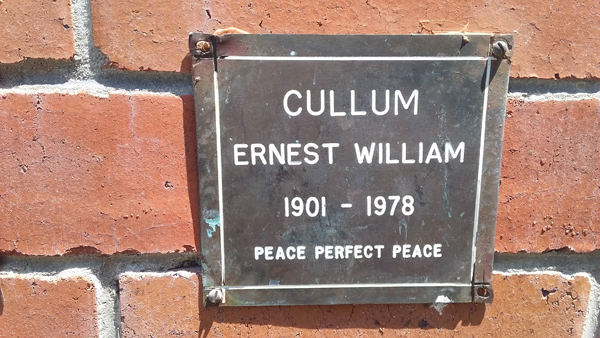 CULLUM
ERNEST WILLIAM
1901 - 1978
PEACE PERFECT PEACE